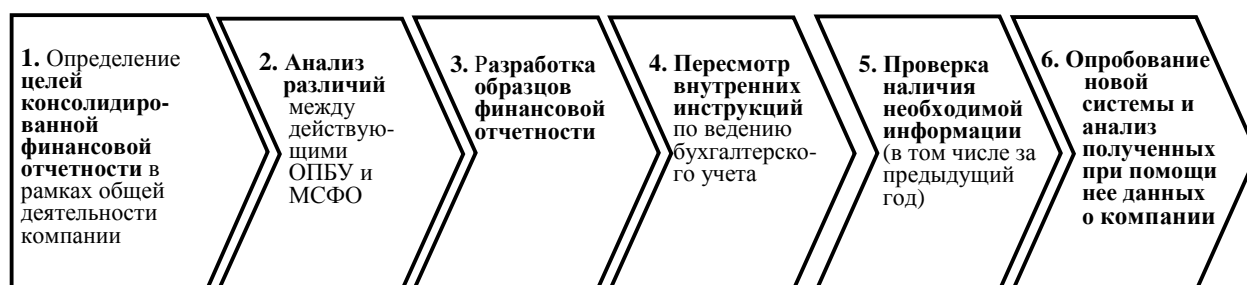 1. Определение
целей
консолидиро-
ванной
финансовой
отчетности в
рамках общей
деятельности
компании
2. Анализ
различий
между
действую-
щими
ОПБУ и
МСФО
3. Разработка
образцов
финансовой
отчетности
4. Пересмотр
внутренних
инструкций
по ведению
бухгалтерско-
го учета
5. Проверка
наличия
необходимой
информации
(в том числе за
предыдущий
год)
6. Опробование
новой
системы и
анализ
полученных
при помощи
нее данных
о компании